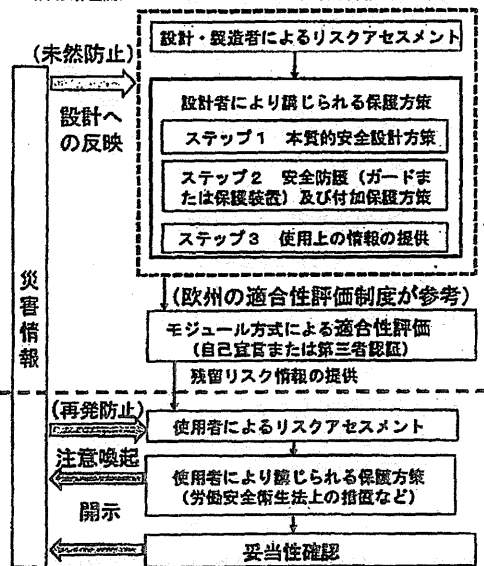 (未然防止)
設計へ
の反映
設計・製造者によるリスクアセスメント
設計者により講じられる保護方策
ステップ1 本質的安全設計方策
ステップ2 安全防護(ガードま
たは保護装置)及び付加保護方策
ステップ3 使用上の情報の提供
災害情報
(欧州の適合性評価制度が参考)
モジュール方式による適合性評価
(自己宣言または第三者認証)
残留リスク情報の提供
(再発防止)
使用者によるリスクアセスメント
注意喚起
使用者により講じられる保護方策
(労働安全衛生法上の措置など)
開示
妥当性確認